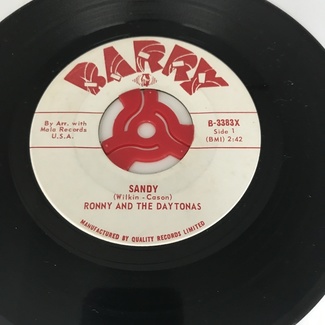 BARRY
By Arr. with
Mala Records
U.S.A.
B-3383X
Side 1
(BMI) 2:42
SANDY
(Wilkin - Cason)
RONNY AND THE DAYTONAS
MANUFACTURED BY QUALITY RECORDS LIMITED